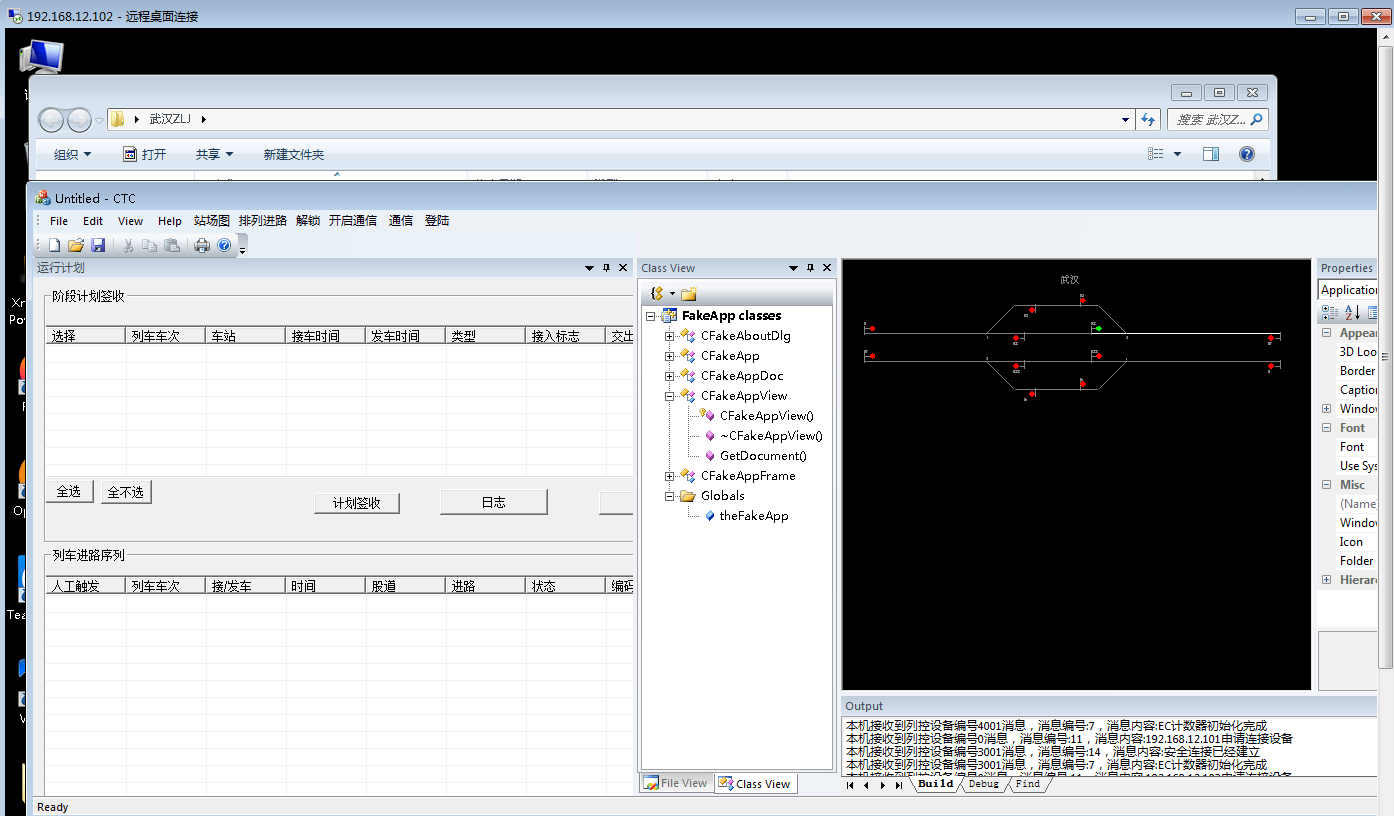 192.168.12.102 - 远程桌面连接
武汉ZLJ
搜索 武汉Z...
组织 打开 共享 新建文件夹
Untitled - CTC
File Edit View Help 站场图 排列进路 解锁 开启通信 通信 登陆
运行计划
阶段计划签收
选择 列车车次 车站 接车时间 发车时间 类型 接入标志 交出
全选 全不选 计划签收 日志
列车进路序列
人工触发 列车车次 接/发车 时间 股道 进路 状态 编码
Class View
FakeApp classes
CFakeAboutDlg
CFakeApp
CFakeAppDoc
CFakeAppView
CFakeAppView()
~CFakeAppView()
GetDocument()
CFakeAppFrame
Globals
theFakeApp
File View Class View
武汉
Properties
Application
Appear
3D Loo
Border
Caption
Window
Font
Font
Use Sys
Misc
(Name)
Window
Icon
Folder
Hierarc
Output
本机接收到列控设备编号4001消息，消息编号:7，消息内容:EC计数器初始化完成
本机接收到列控设备编号0消息，消息编号:11，消息内容:192.168.12.101申请连接设备
本机接收到列控设备编号3001消息，消息编号:14，消息内容:安全连接已经建立
本机接收到列控设备编号3001消息，消息编号:7，消息内容:EC计数器初始化完成
Build Debug Find
Ready